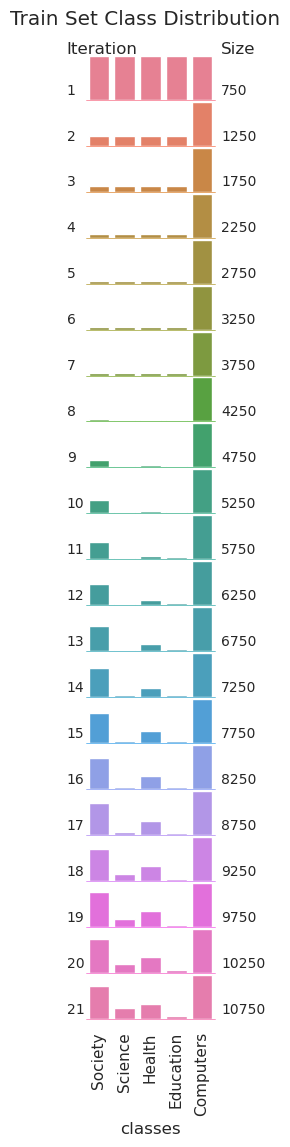 Train Set Class Distribution
Iteration Size
1 750
2 1250
3 1750
4 2250
5 2750
6 3250
7 3750
8 4250
9 4750
10 5250
11 5750
12 6250
13 6750
14 7250
15 7750
16 8250
17 8750
18 9250
19 9750
20 10250
21 10750
Society
Science
Health
Education
Computers
classes